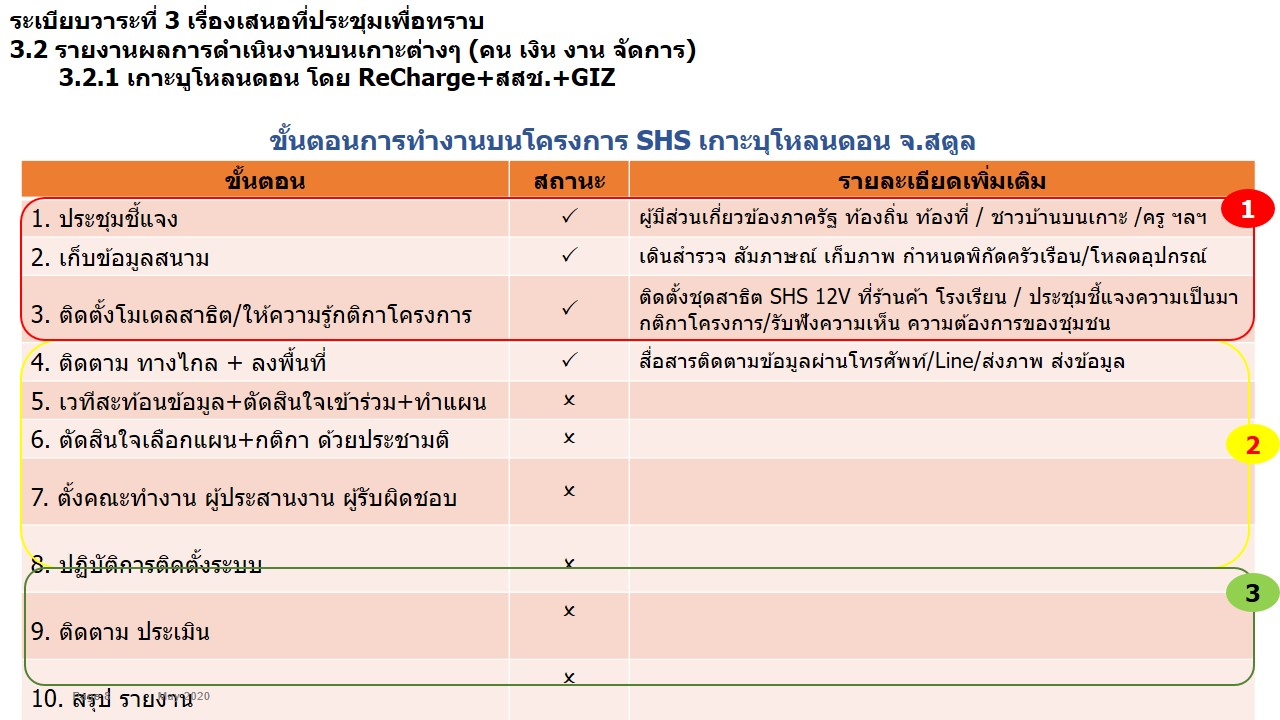 ระเบียบวาระที่ 3 เรื่องเสนอที่ประชุมเพื่อทราบ
3.2 รายงานผลการดำเนินงานบนเกาะต่างๆ (คน เงิน งาน จัดการ)
3.2.1 เกาะบูโหลนดอน โดย ReCharge+สสช.+GIZ
ขั้นตอนการทำงานบนโครงการ SHS เกาะบุโหลนดอน จ.สตูล
ขั้นตอน สถานะ รายละเอียดเพิ่มเติม
1
1. ประชุมชี้แจง ✓ ผู้มีส่วนเกี่ยวข้องภาครัฐ ท้องถิ่น ท้องที่ / ชาวบ้านบนเกาะ /ครู ฯลฯ
2. เก็บข้อมูลสนาม ✓ เดินสำรวจ สัมภาษณ์ เก็บภาพ กำหนดพิกัดครัวเรือน/โหลดอุปกรณ์
3. ติดตั้งโมเดลสาธิต/ให้ความรู้กติกาโครงการ ✓ ติดตั้งชุดสาธิต SHS 12V ที่ร้านค้า โรงเรียน / ประชุมชี้แจงความเป็นมา
กติกาโครงการ/รับฟังความเห็น ความต้องการของชุมชน
4. ติดตาม ทางไกล + ลงพื้นที่ ✓ สื่อสารติดตามข้อมูลผ่านโทรศัพท์/Line/ส่งภาพ ส่งข้อมูล
5. เวทีสะท้อนข้อมูล+ตัดสินใจเข้าร่วม+ทำแผน x
6. ตัดสินใจเลือกแผน+กติกา ด้วยประชามติ x
2
7. ตั้งคณะทำงาน ผู้ประสานงาน ผู้รับผิดชอบ x
8. ปฏิบัติการติดตั้งระบบ x
3
9. ติดตาม ประเมิน x
10. สรุป รายงาน x
Page 8 May 2020